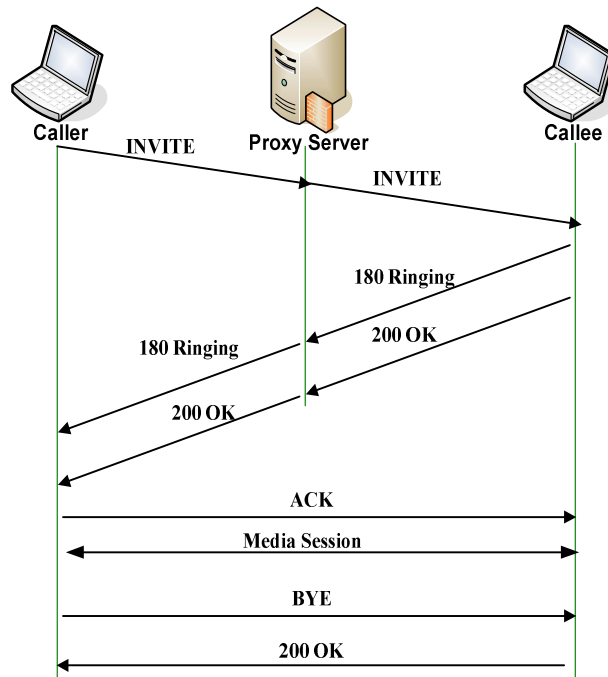 Caller
Proxy Server
Callee
INVITE
INVITE
180 Ringing
200 OK
180 Ringing
200 OK
ACK
Media Session
BYE
200 OK